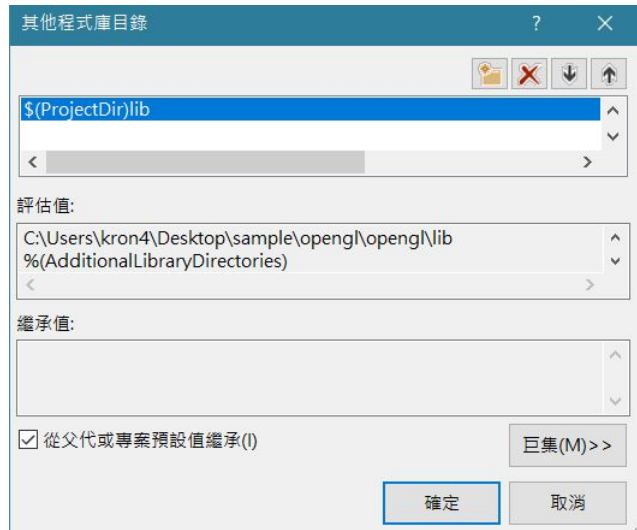 其他程式庫目錄
$(ProjectDir)lib
評估值:
C:\Users\kron4\Desktop\sample\opengl\opengl\lib
%(AdditionalLibraryDirectories)
繼承值:
從父代或專案預設值繼承(I)
巨集(M)>>
確定 取消